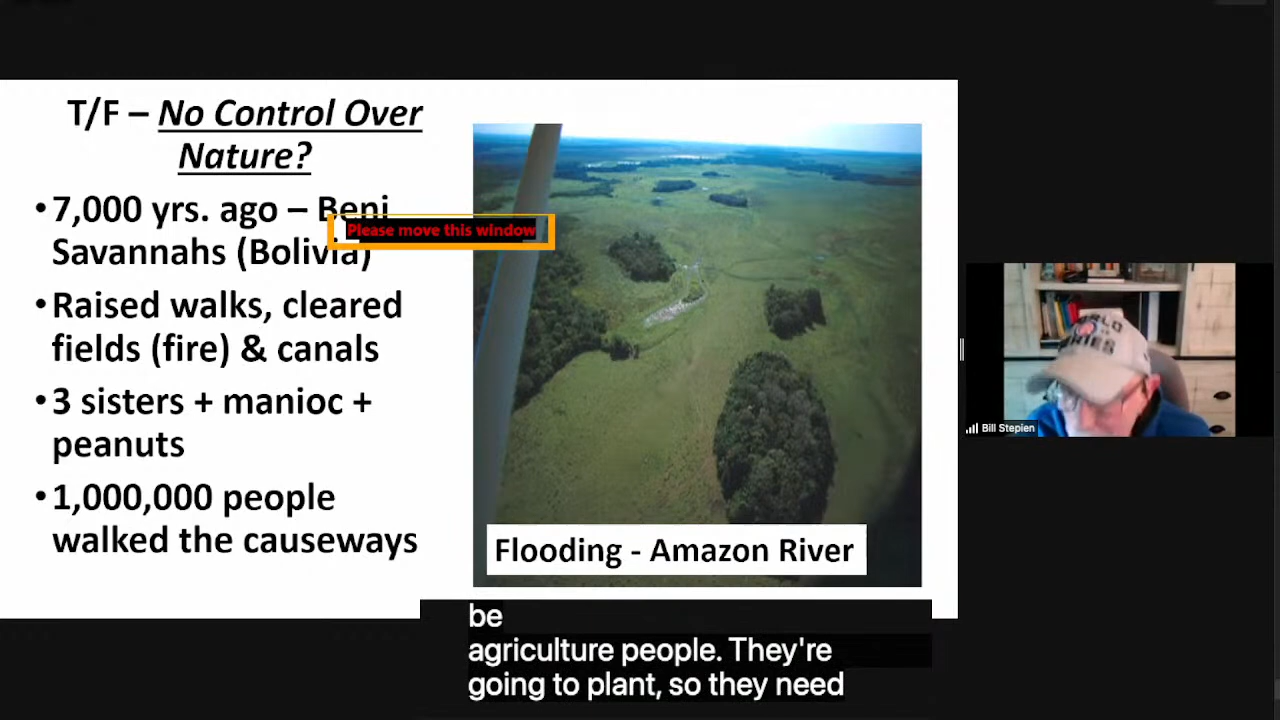 T/F – No Control Over
Nature?
• 7,000 yrs. ago – Beni
Savannahs (Bolivia)
Please move this window
• Raised walks, cleared
fields (fire) & canals
• 3 sisters + manioc +
peanuts
• 1,000,000 people
walked the causeways
Flooding - Amazon River
be
agriculture people. They're
going to plant, so they need
Bill Stepien